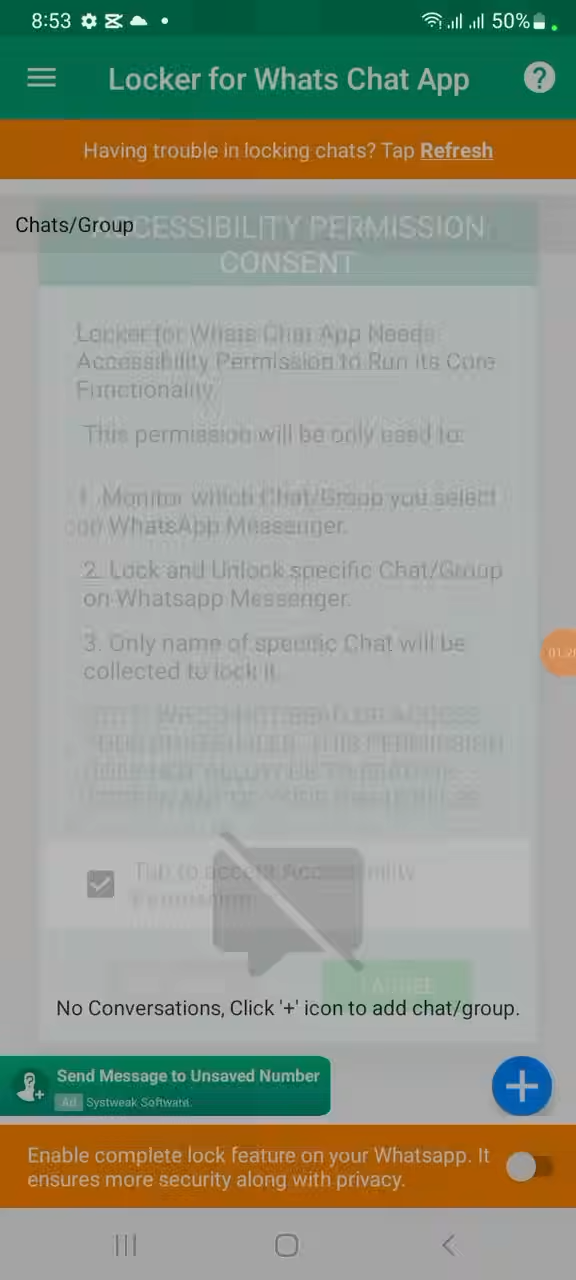 8:53
50%
Locker for Whats Chat App
Having trouble in locking chats? Tap Refresh
Chats/Group
ACCESSIBILITY PERMISSION
CONSENT
Locker for Whats Chat App Needs
Accessibility Permission to Run its Core
Functionality.
This permission will be only used to:
1. Monitor which Chat/Group you select
on WhatsApp Messenger.
2. Lock and Unlock specific Chat/Group
on Whatsapp Messenger.
3. Only name of specific Chat will be
collected to lock it.
Tap to accept Accessibility
Permission
I AGREE
No Conversations, Click '+' icon to add chat/group.
Send Message to Unsaved Number
Ad Systweak Software.
Enable complete lock feature on your Whatsapp. It
ensures more security along with privacy.